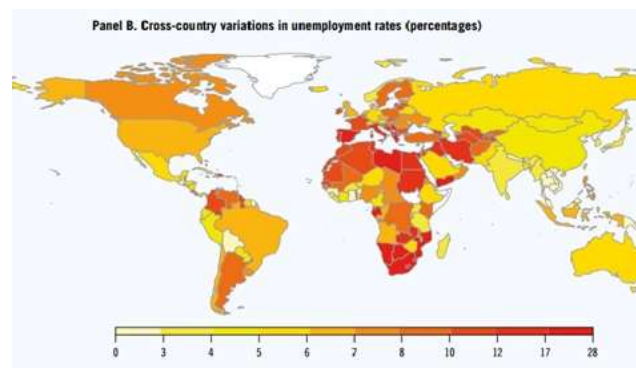 Panel B. Cross-country variations in unemployment rates (percentages)
0 3 4 5 6 7 8 10 12 17 28